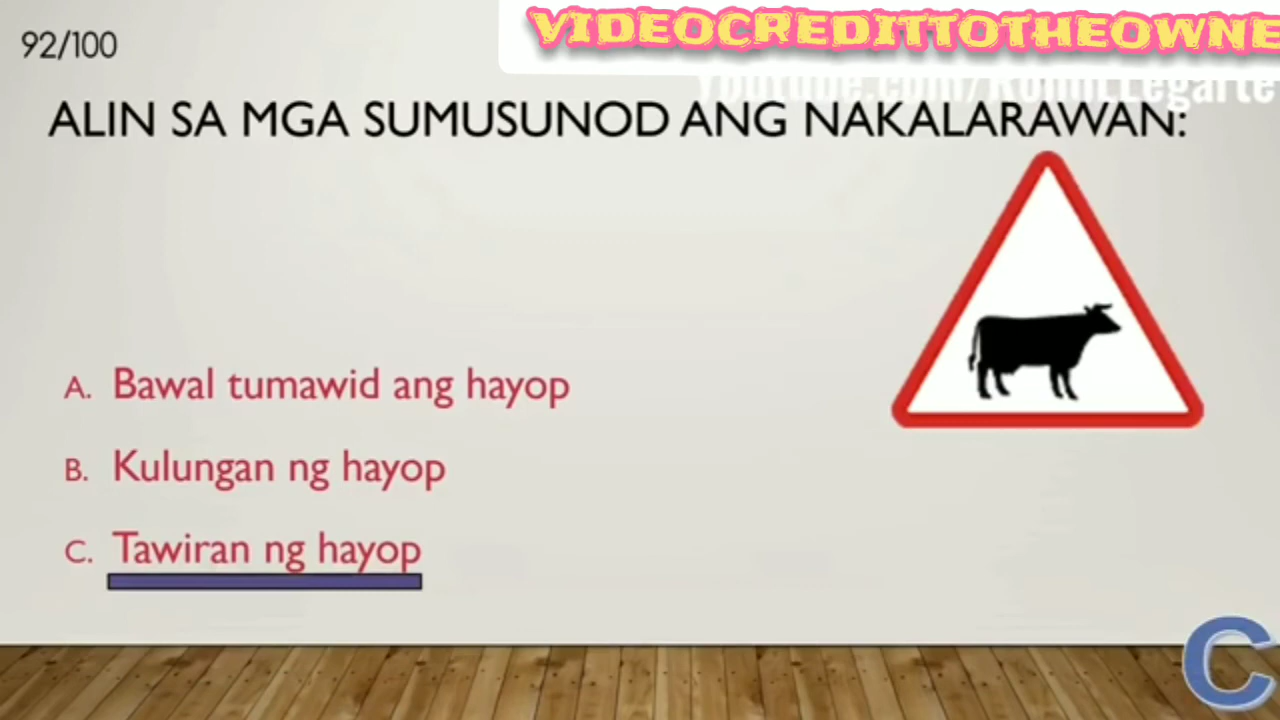 92/100
VIDEOCREDITTOTHEOWNE
ALIN SA MGA SUMUSUNOD ANG NAKALARAWAN:
A. Bawal tumawid ang hayop
B. Kulungan ng hayop
C. Tawiran ng hayop
C